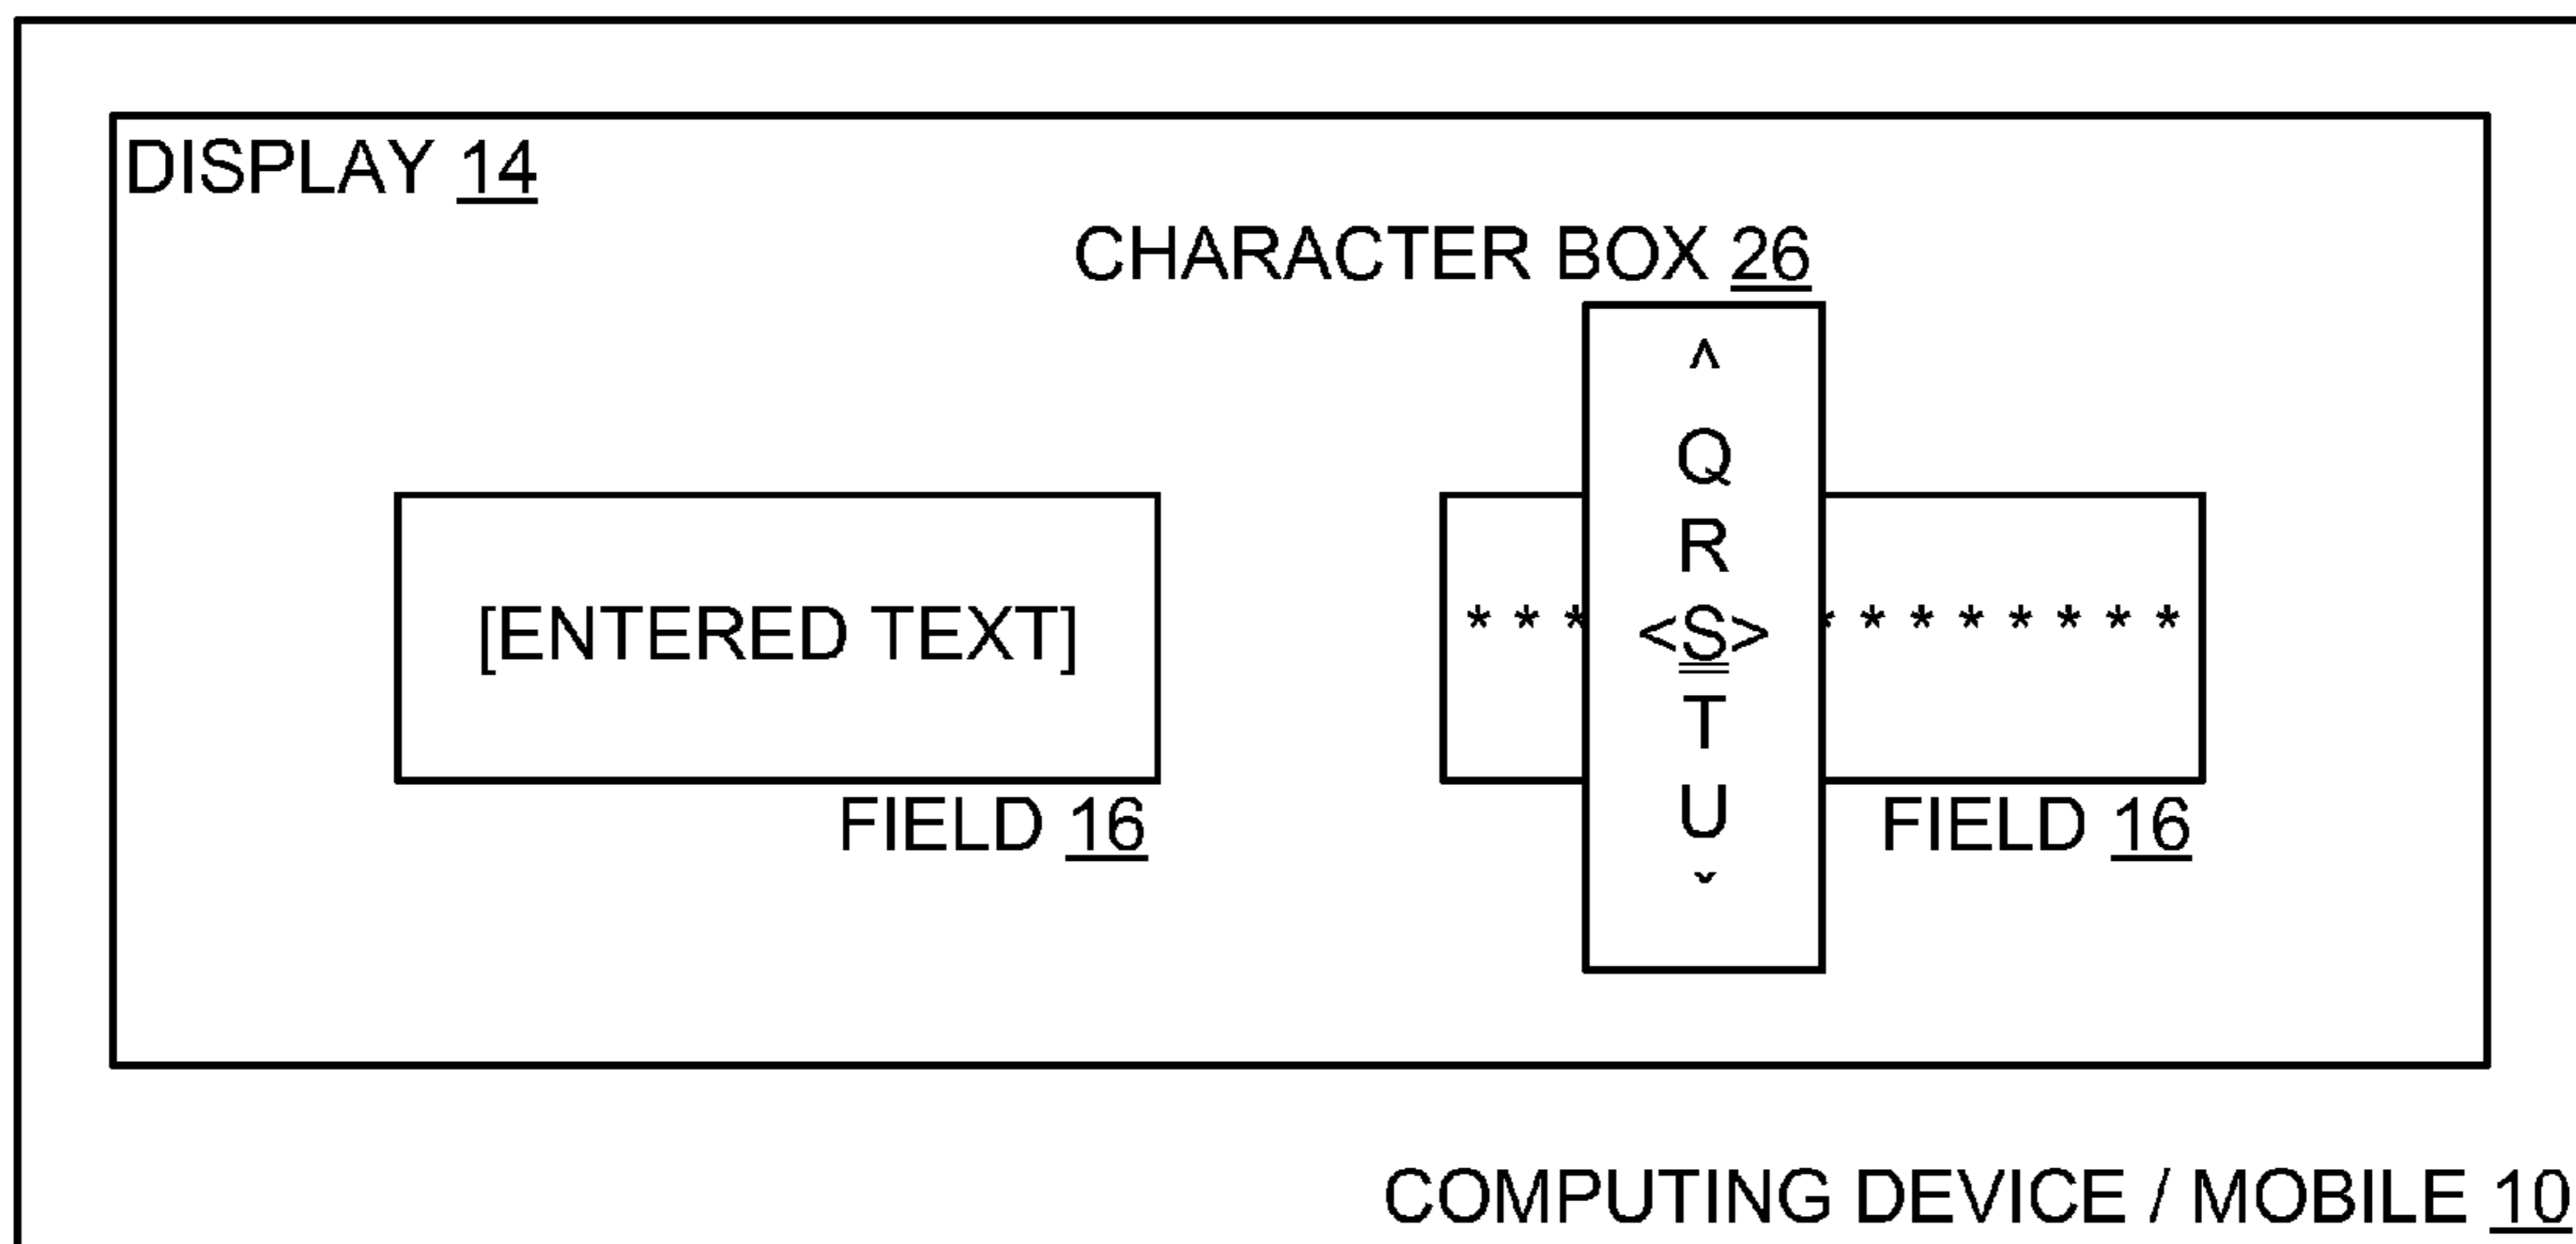 DISPLAY 14
CHARACTER BOX 26
^
Q
R
[ENTERED TEXT]
* * * <S> * * * * * * * *
T
U
ˇ
FIELD 16
FIELD 16
COMPUTING DEVICE / MOBILE 10